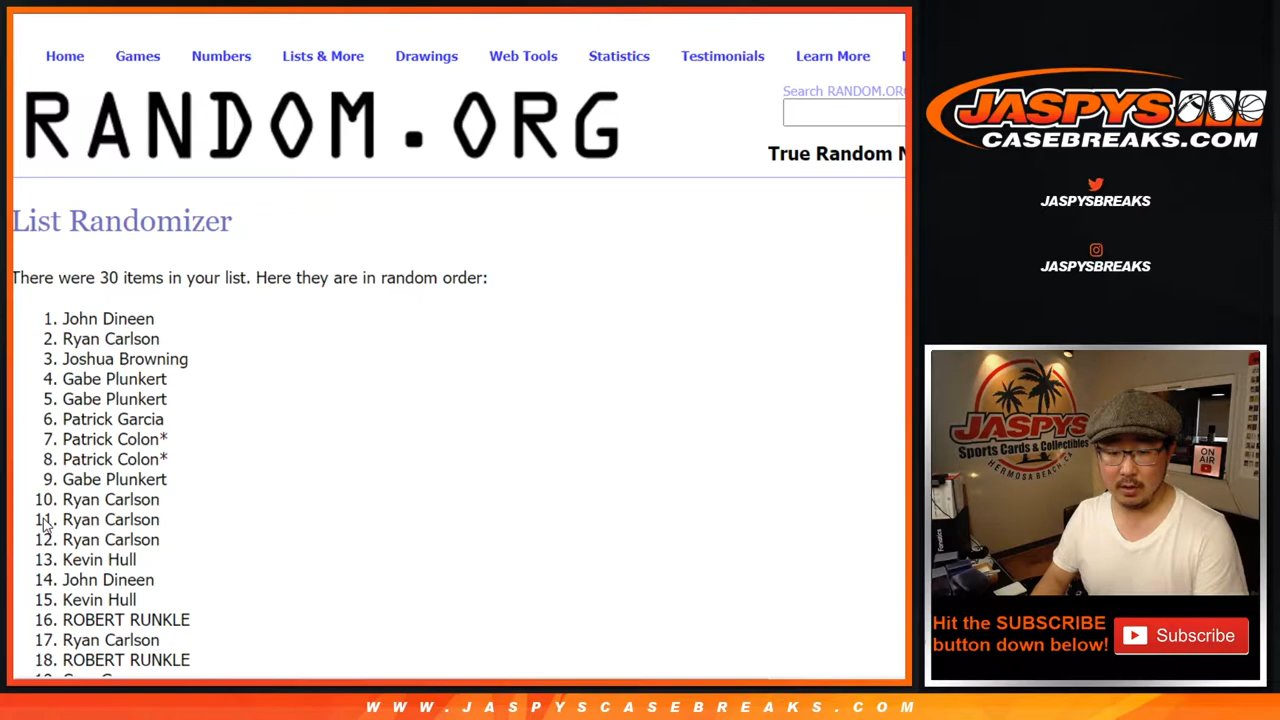 Home Games Numbers Lists & More Drawings Web Tools Statistics Testimonials Learn More
Search RANDOM.ORG
RANDOM.ORG
True Random N
List Randomizer
There were 30 items in your list. Here they are in random order:
1. John Dineen
2. Ryan Carlson
3. Joshua Browning
4. Gabe Plunkert
5. Gabe Plunkert
6. Patrick Garcia
7. Patrick Colon*
8. Patrick Colon*
9. Gabe Plunkert
10. Ryan Carlson
11. Ryan Carlson
12. Ryan Carlson
13. Kevin Hull
14. John Dineen
15. Kevin Hull
16. ROBERT RUNKLE
17. Ryan Carlson
18. ROBERT RUNKLE
JASPYS
CASEBREAKS.COM
JASPYSBREAKS
JASPYSBREAKS
JASPYS
Sports Cards & Collectibles
HERMOSA BEACH, CA
ON
AIR
Fanatics
Hit the SUBSCRIBE
button down below!
Subscribe
WWW.JASPYSCASEBREAKS.COM